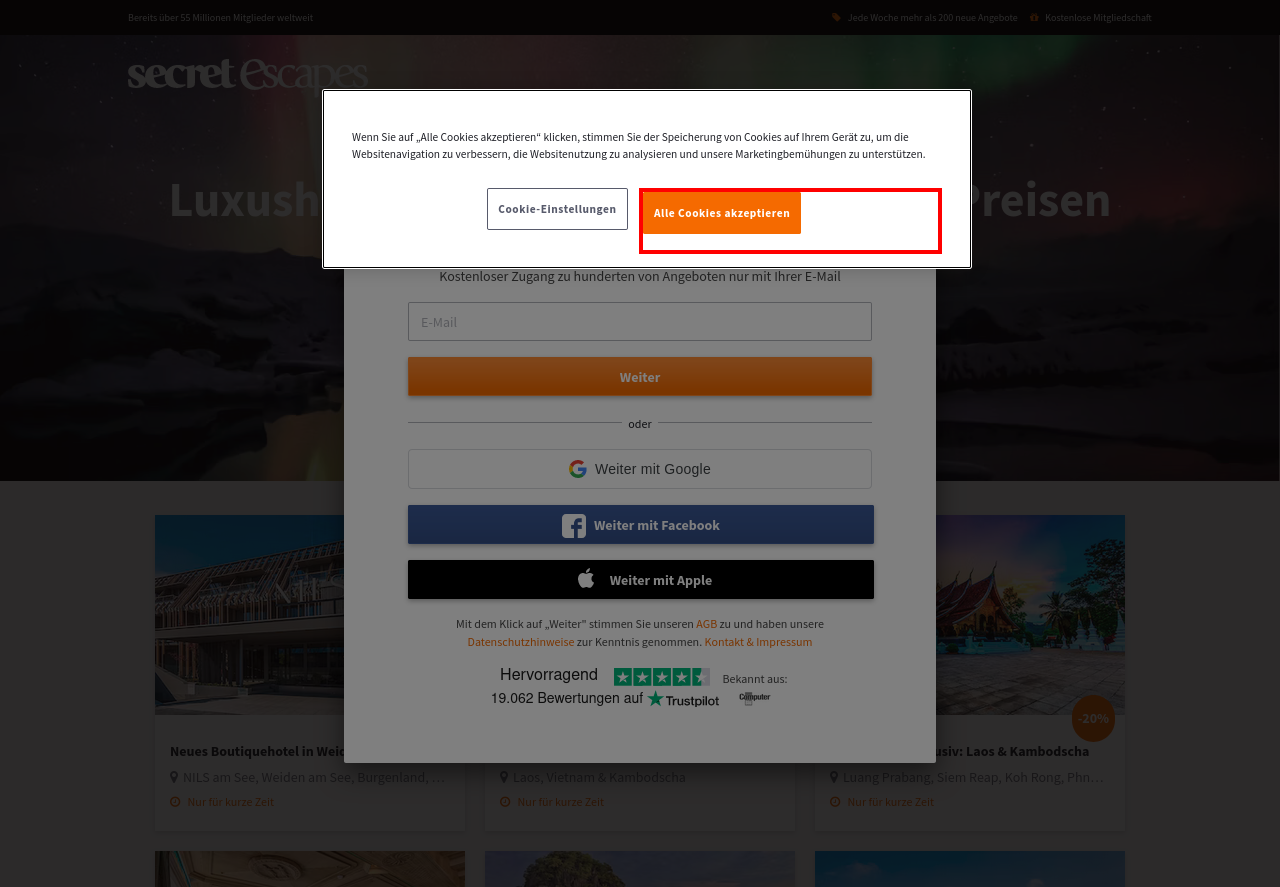 Bereits über 55 Millionen Mitglieder weltweit
Jede Woche mehr als 200 neue Angebote
Kostenlose Mitgliedschaft
secret escapes
Wenn Sie auf „Alle Cookies akzeptieren“ klicken, stimmen Sie der Speicherung von Cookies auf Ihrem Gerät zu, um die
Websitenavigation zu verbessern, die Websitenutzung zu analysieren und unsere Marketingbemühungen zu unterstützen.
Cookie-Einstellungen
Alle Cookies akzeptieren
Luxush
Preisen
Kostenloser Zugang zu hunderten von Angeboten nur mit Ihrer E-Mail
E-Mail
Weiter
oder
Weiter mit Google
Weiter mit Facebook
Weiter mit Apple
Mit dem Klick auf „Weiter" stimmen Sie unseren AGB zu und haben unsere
Datenschutzhinweise zur Kenntnis genommen. Kontakt & Impressum
Hervorragend
Bekannt aus:
19.062 Bewertungen auf Trustpilot
Computer
-20%
Neues Boutiquehotel in Weid
usiv: Laos & Kambodscha
NILS am See, Weiden am See, Burgenland, …
Laos, Vietnam & Kambodscha
Luang Prabang, Siem Reap, Koh Rong, Phn…
Nur für kurze Zeit
Nur für kurze Zeit
Nur für kurze Zeit